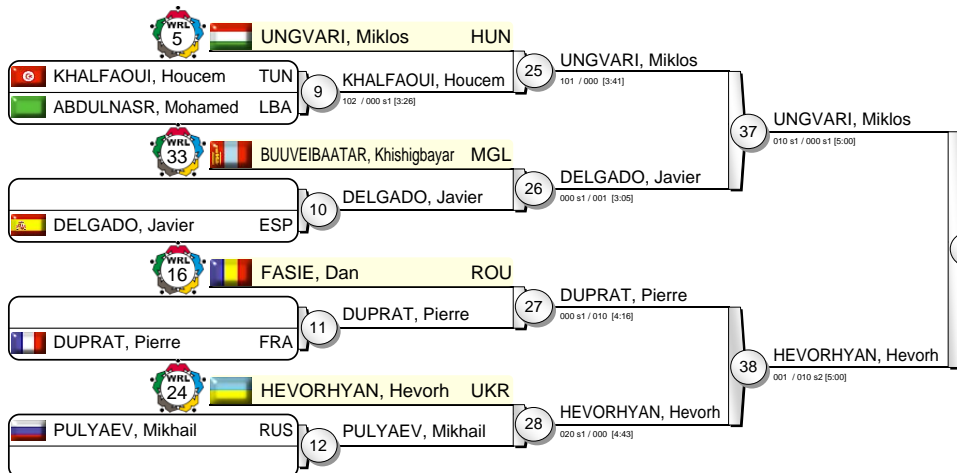 WRL
5
UNGVARI, Miklos HUN
KHALFAOUI, Houcem TUN
ABDULNASR, Mohamed LBA
9
KHALFAOUI, Houcem
102 / 000 s1 [3:26]
25
UNGVARI, Miklos
101 / 000 [3:41]
WRL
33
BUUVEIBAATAR, Khishigbayar MGL
DELGADO, Javier ESP
10
DELGADO, Javier
26
DELGADO, Javier
000 s1 / 001 [3:05]
37
UNGVARI, Miklos
010 s1 / 000 s1 [5:00]
WRL
16
FASIE, Dan ROU
DUPRAT, Pierre FRA
11
DUPRAT, Pierre
27
DUPRAT, Pierre
000 s1 / 010 [4:16]
WRL
24
HEVORHYAN, Hevorh UKR
PULYAEV, Mikhail RUS
12
PULYAEV, Mikhail
28
HEVORHYAN, Hevorh
020 s1 / 000 [4:43]
38
HEVORHYAN, Hevorh
001 / 010 s2 [5:00]